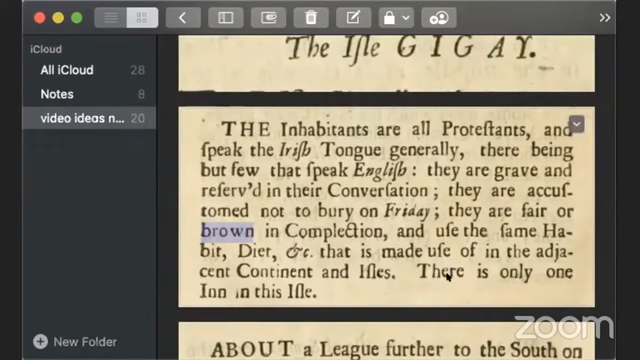 iCloud
All iCloud 28
Notes 8
video ideas n... 20
New Folder
The Iſle GIGAY.
THE Inhabitants are all Proteſtants, and
ſpeak the Iriſh Tongue generally, there being
but few that ſpeak Engliſh : they are grave and
reſerv'd in their Converſation ; they are accuſ-
tomed not to bury on Friday ; they are fair or
brown in Complection, and uſe the ſame Ha-
bit, Diet, &c. that is made uſe of in the adja-
cent Continent and Iſles. There is only one
Inn in this Iſle.
ABOUT a League further to the South on
zoom